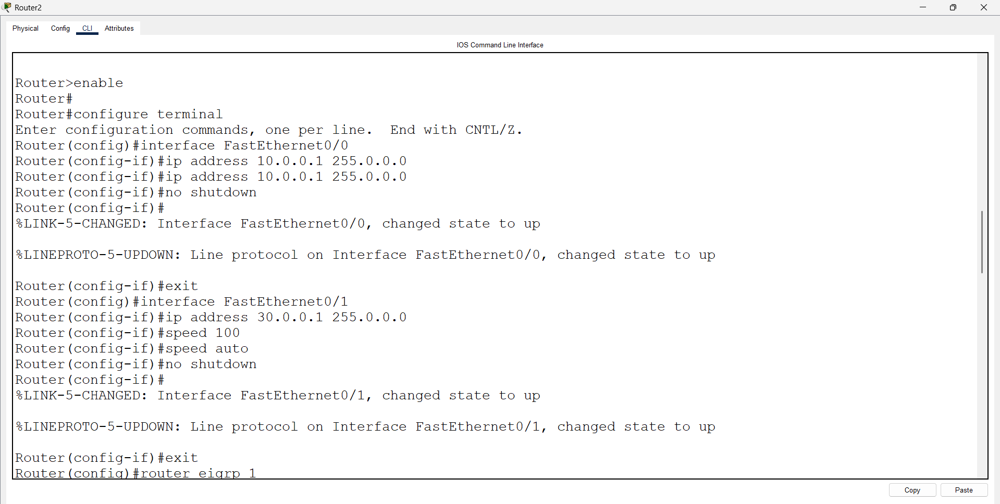 Router2
Physical Config CLI Attributes
IOS Command Line Interface
Router>enable
Router#
Router#configure terminal
Enter configuration commands, one per line.  End with CNTL/Z.
Router(config)#interface FastEthernet0/0
Router(config-if)#ip address 10.0.0.1 255.0.0.0
Router(config-if)#ip address 10.0.0.1 255.0.0.0
Router(config-if)#no shutdown
Router(config-if)#
%LINK-5-CHANGED: Interface FastEthernet0/0, changed state to up
%LINEPROTO-5-UPDOWN: Line protocol on Interface FastEthernet0/0, changed state to up
Router(config-if)#exit
Router(config)#interface FastEthernet0/1
Router(config-if)#ip address 30.0.0.1 255.0.0.0
Router(config-if)#speed 100
Router(config-if)#speed auto
Router(config-if)#no shutdown
Router(config-if)#
%LINK-5-CHANGED: Interface FastEthernet0/1, changed state to up
%LINEPROTO-5-UPDOWN: Line protocol on Interface FastEthernet0/1, changed state to up
Router(config-if)#exit
Router(config)#router eigrp 1
Copy Paste